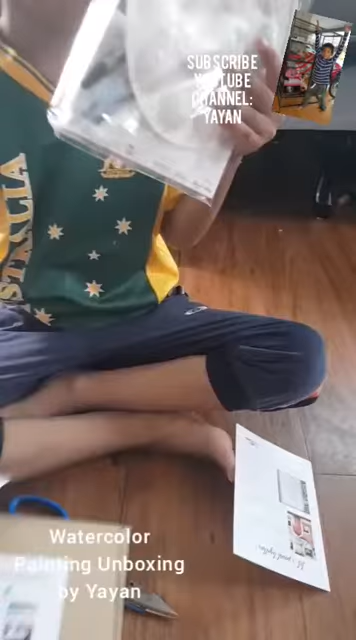 SUBSCRIBE
YOUTUBE
CHANNEL:
YAYAN
Watercolor
Painting Unboxing
by Yayan